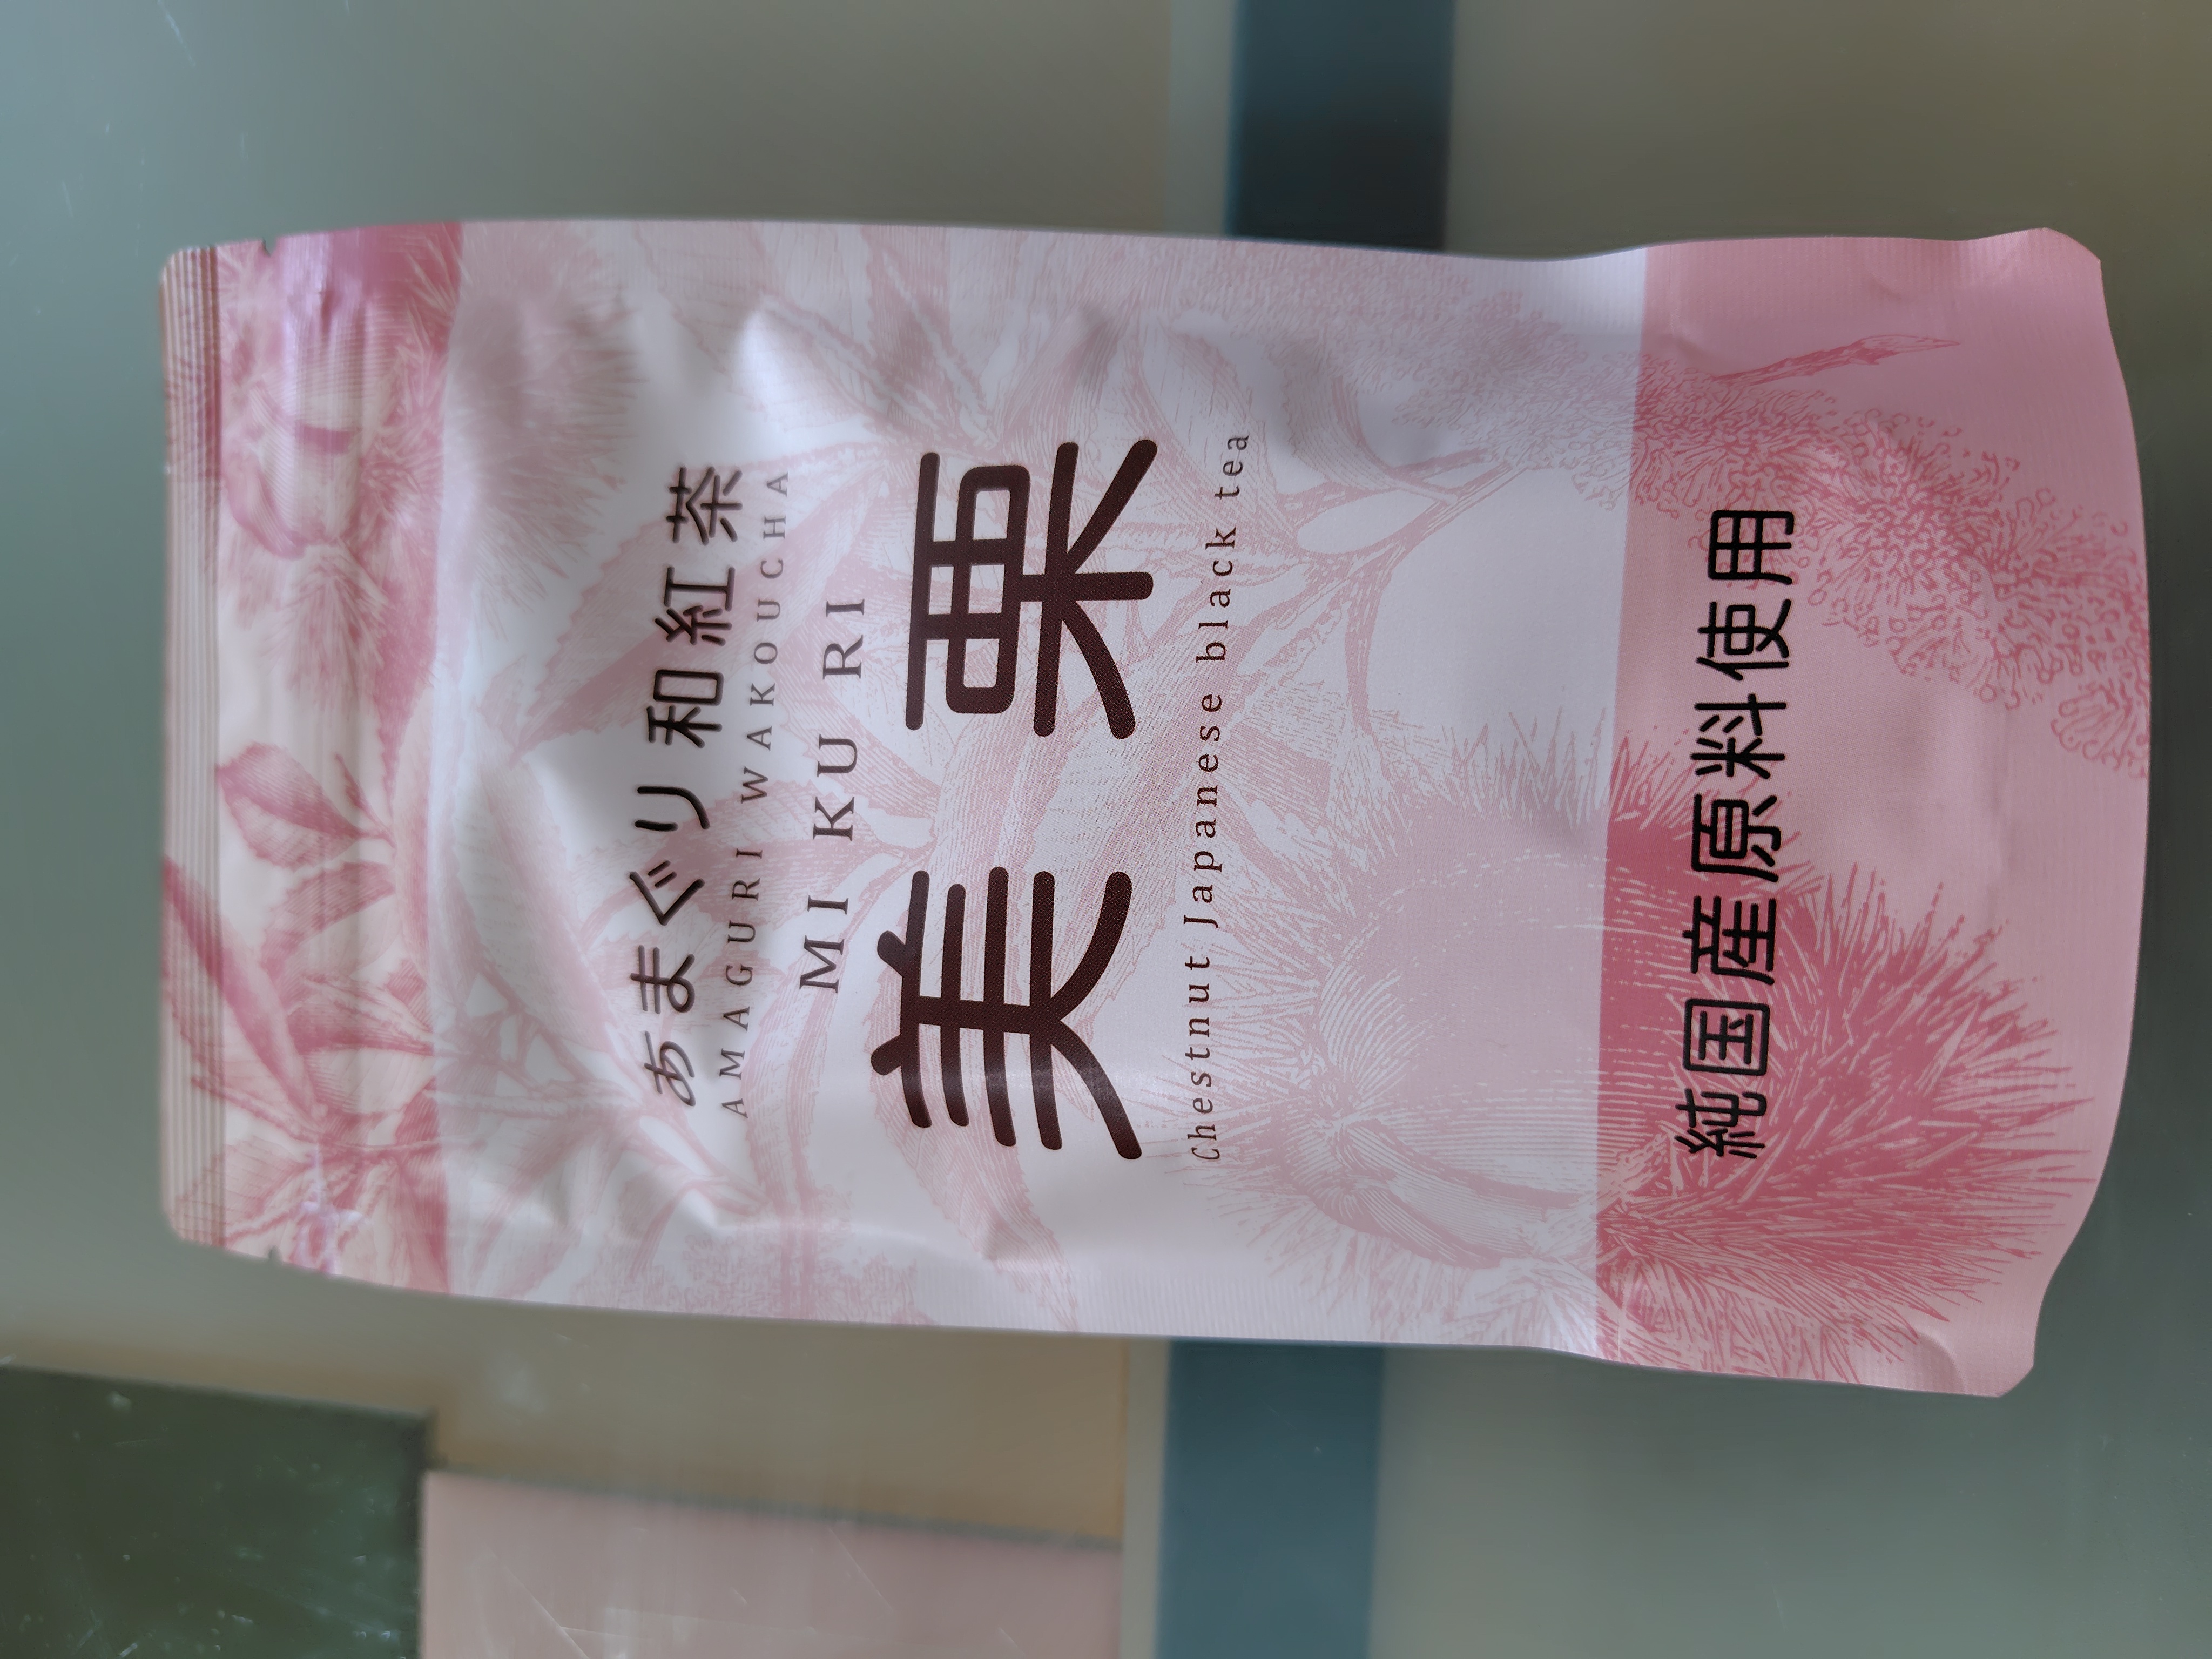 あまぐり和紅茶
AMAGURI WAKOUCHA
MI KU RI
美栗
Chestnut Japanese black tea
純国産原料使用